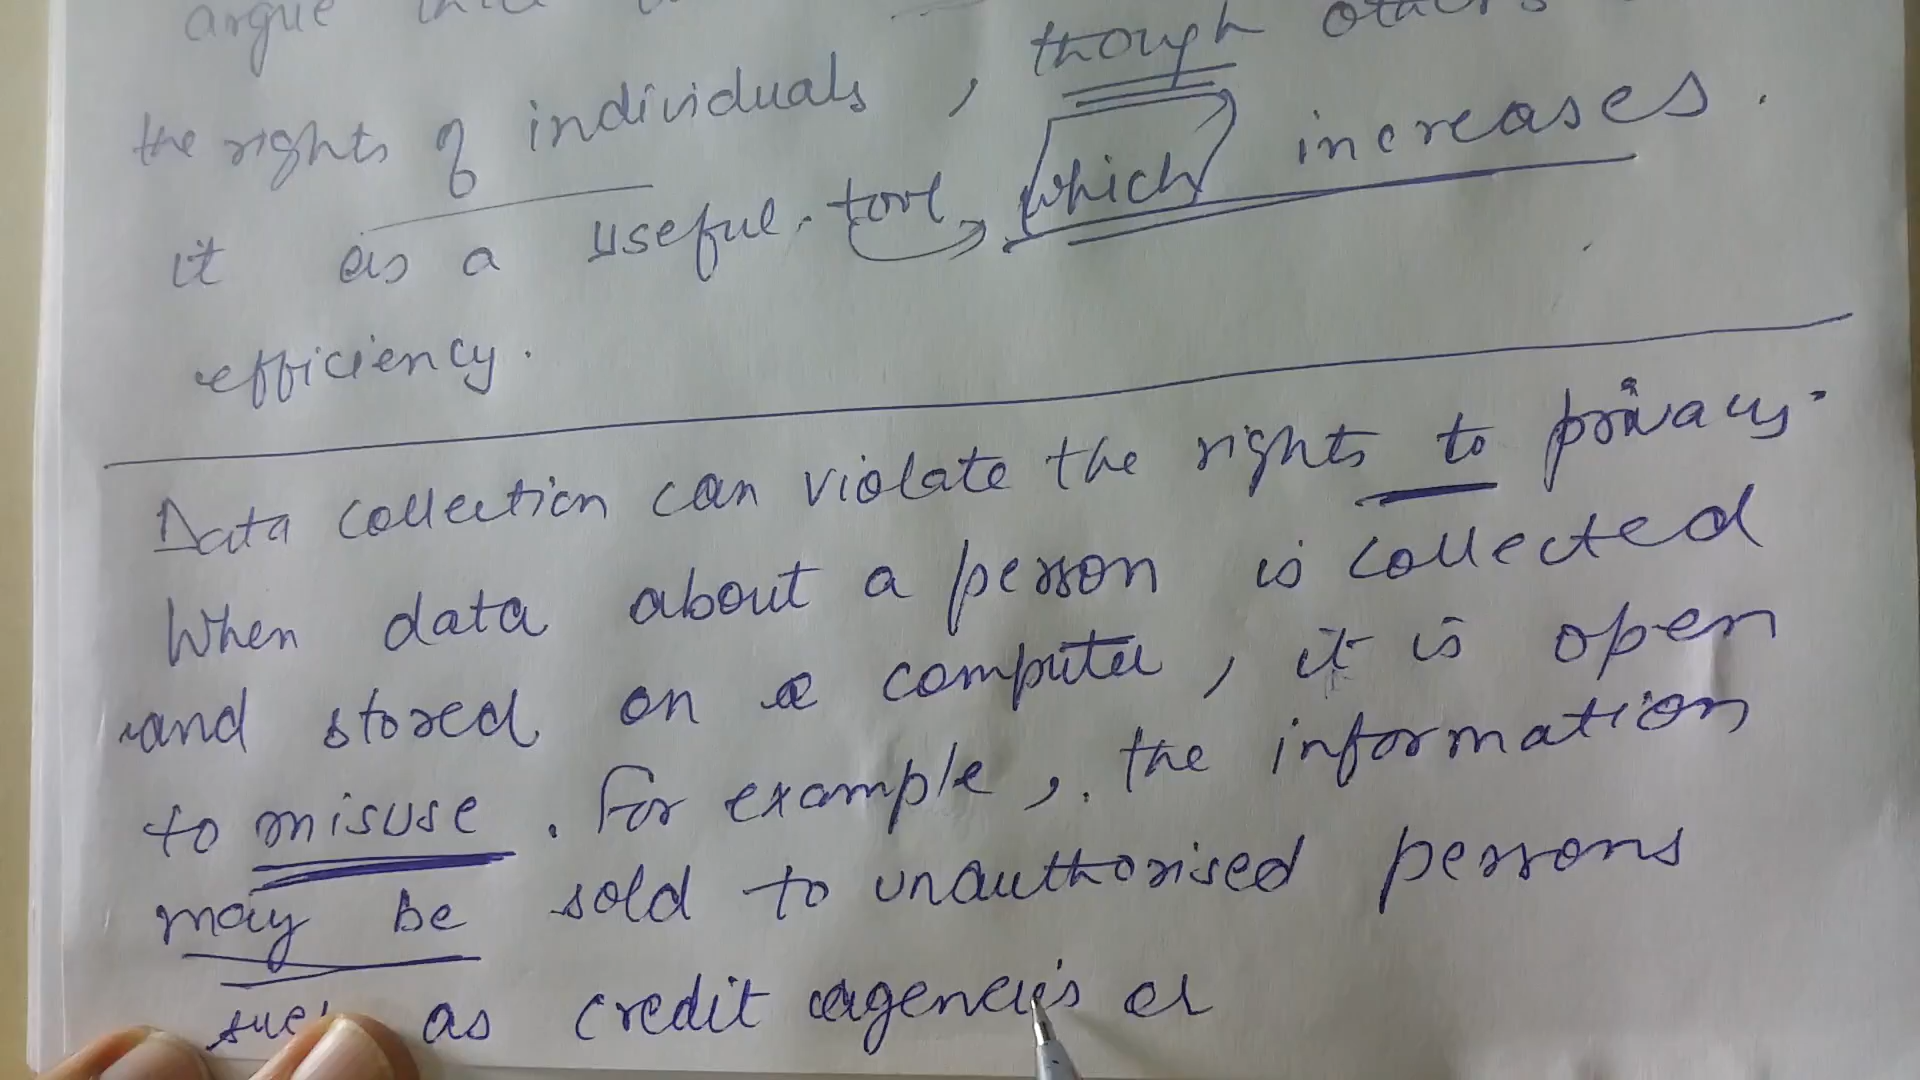 argue
though others
the rights of individuals,
it as a useful tool, which increases.
efficiency.
Data collection can violate the rights to privacy.
When data about a person is collected
and stored on a computer, it is open
to misuse. For example, the information
may be sold to unauthorised persons
as credit agencies or